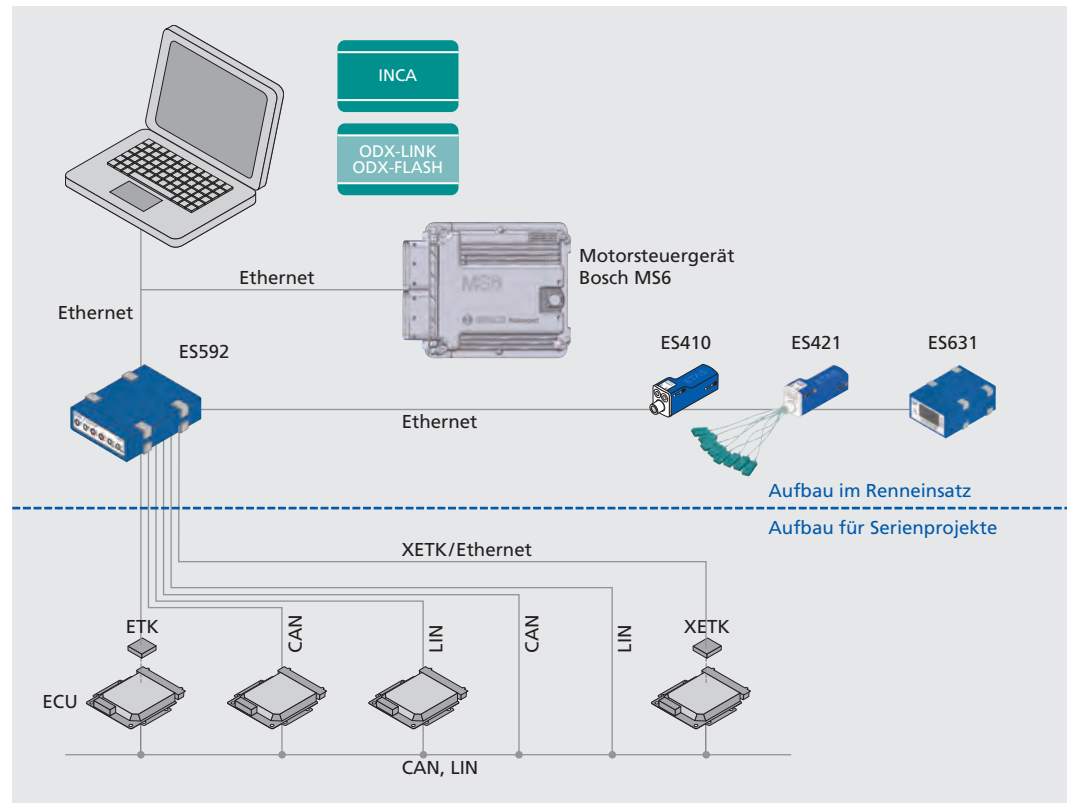 INCA
ODX-LINK
ODX-FLASH
Motorsteuergerät
Bosch MS6
Ethernet
Ethernet
MS6
ES592
ES410
ES421
ES631
Ethernet
Aufbau im Renneinsatz
Aufbau für Serienprojekte
XETK/Ethernet
ETK
CAN
LIN
CAN
LIN
XETK
ECU
CAN, LIN